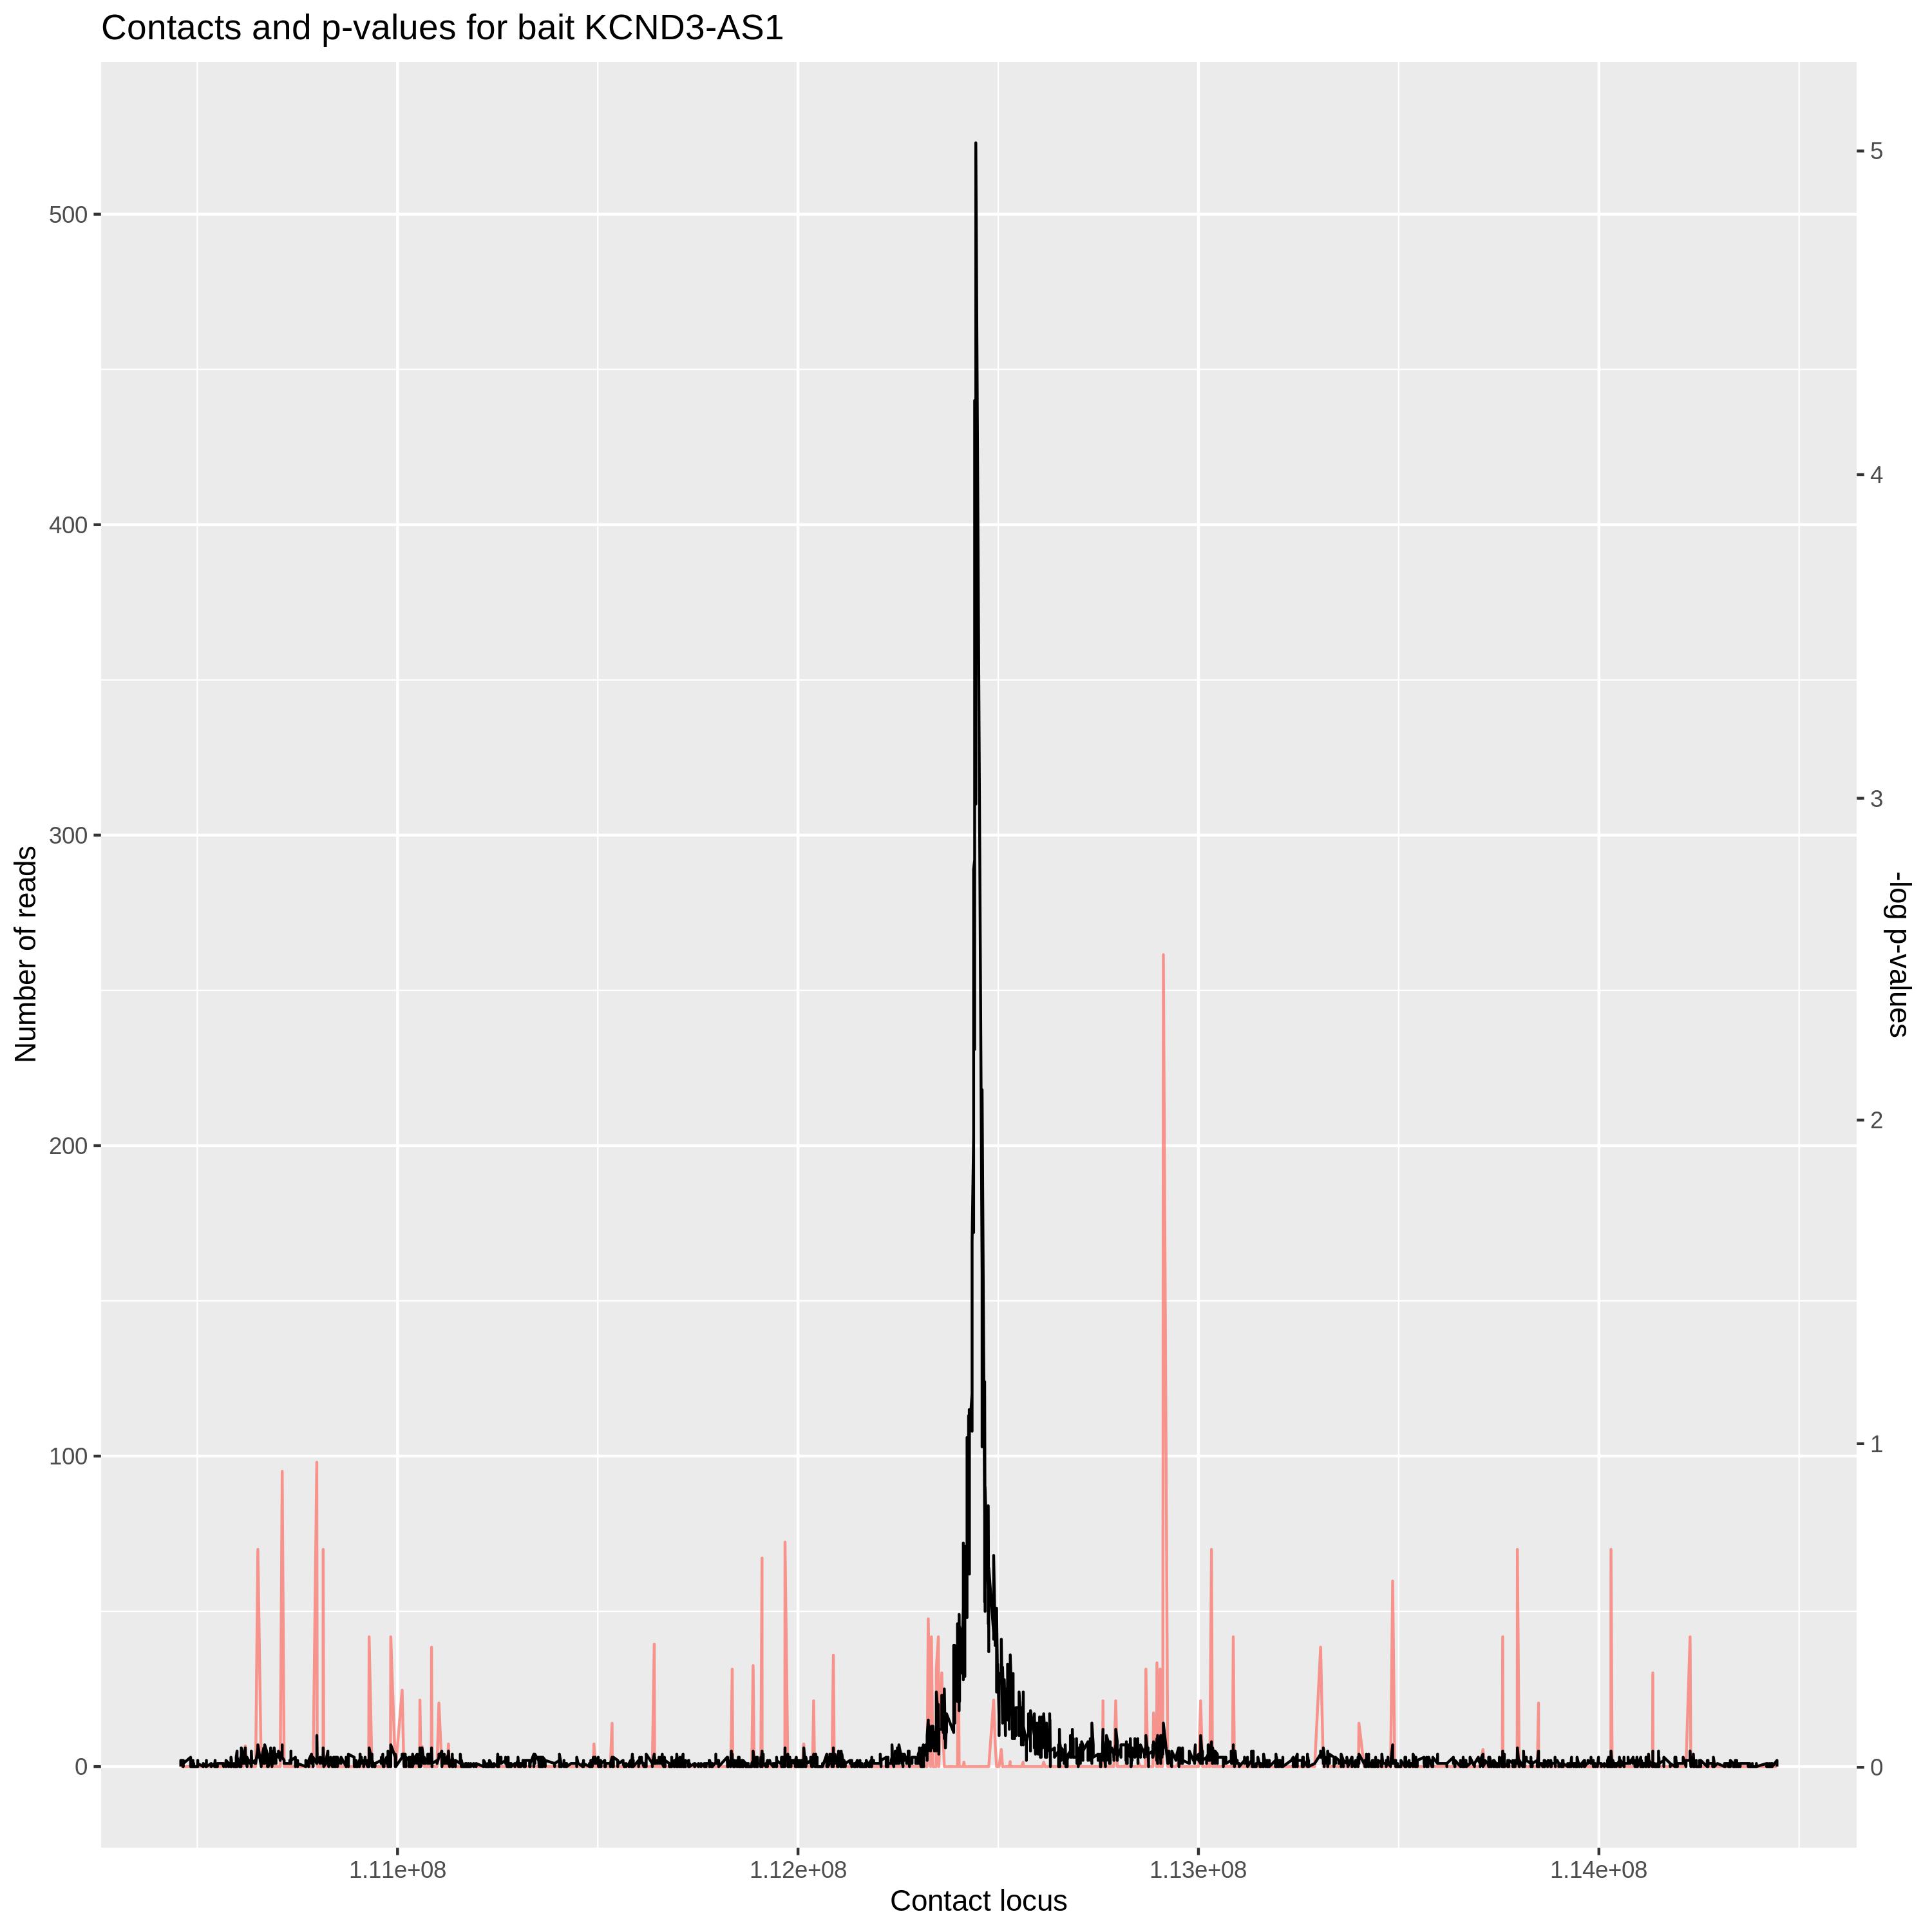 Contacts and p-values for bait KCND3-AS1
500
400
300
200
100
0
Number of reads
5
4
3
2
1
0
-log p-values
1.11e+08
1.12e+08
1.13e+08
1.14e+08
Contact locus